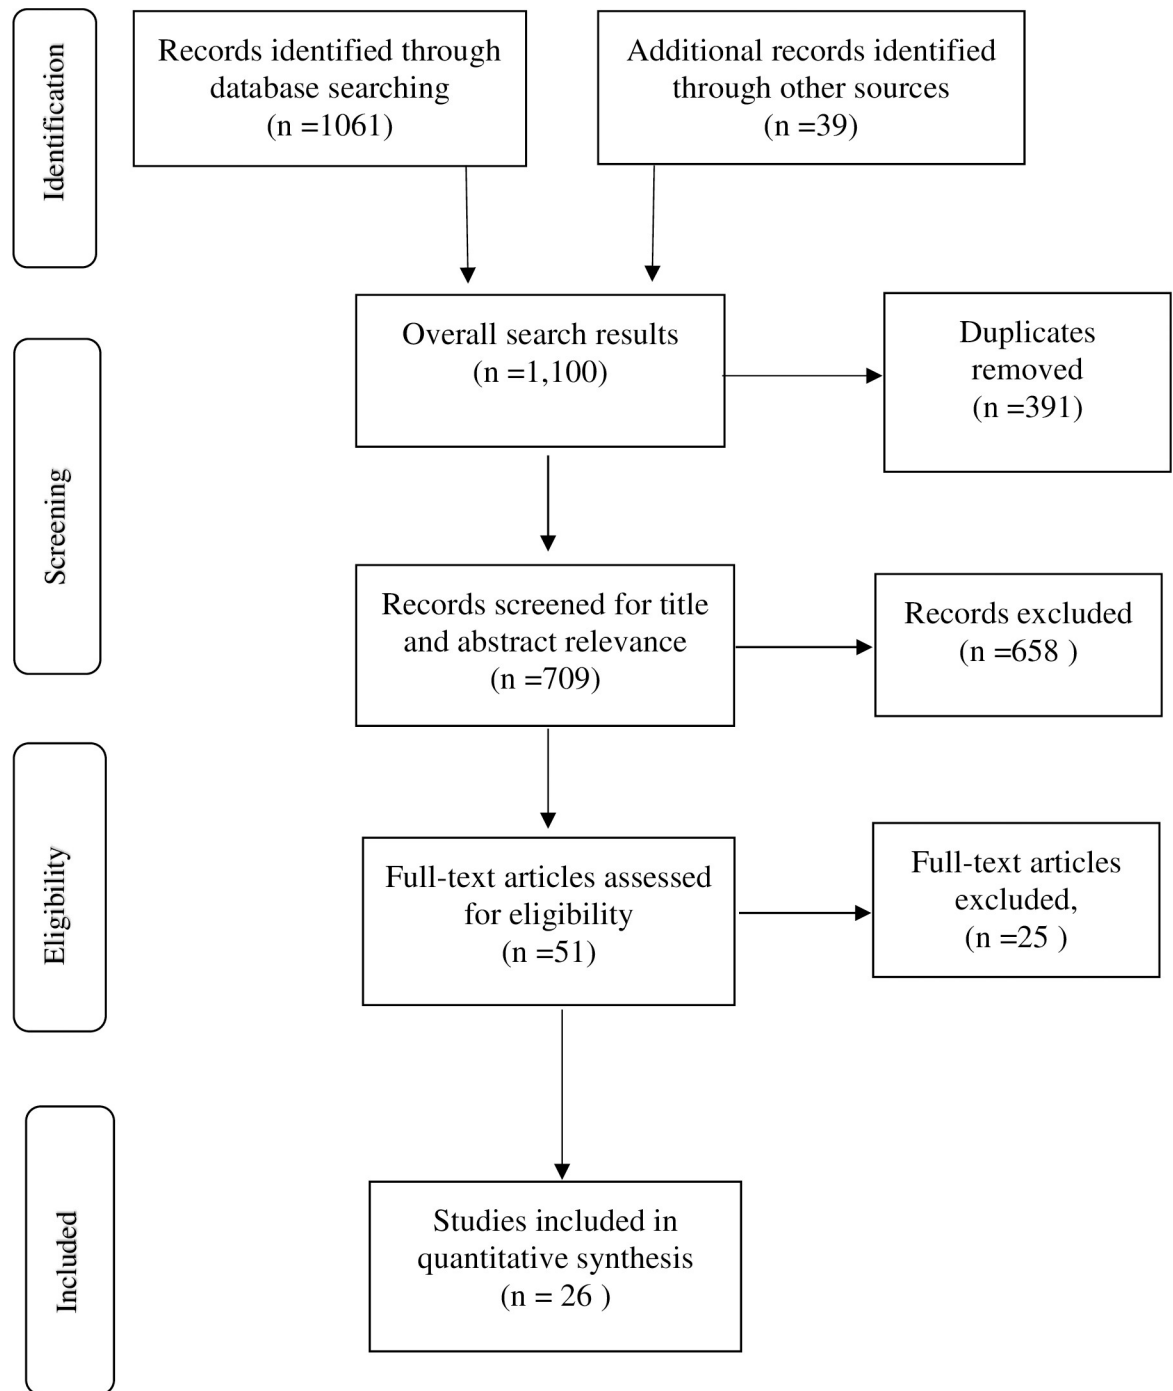 Identification
Records identified through
database searching
(n =1061)
Additional records identified
through other sources
(n =39)
Screening
Overall search results
(n =1,100)
Duplicates
removed
(n =391)
Records screened for title
and abstract relevance
(n =709)
Records excluded
(n =658 )
Eligibility
Full-text articles assessed
for eligibility
(n =51)
Full-text articles
excluded,
(n =25 )
Included
Studies included in
quantitative synthesis
(n = 26 )